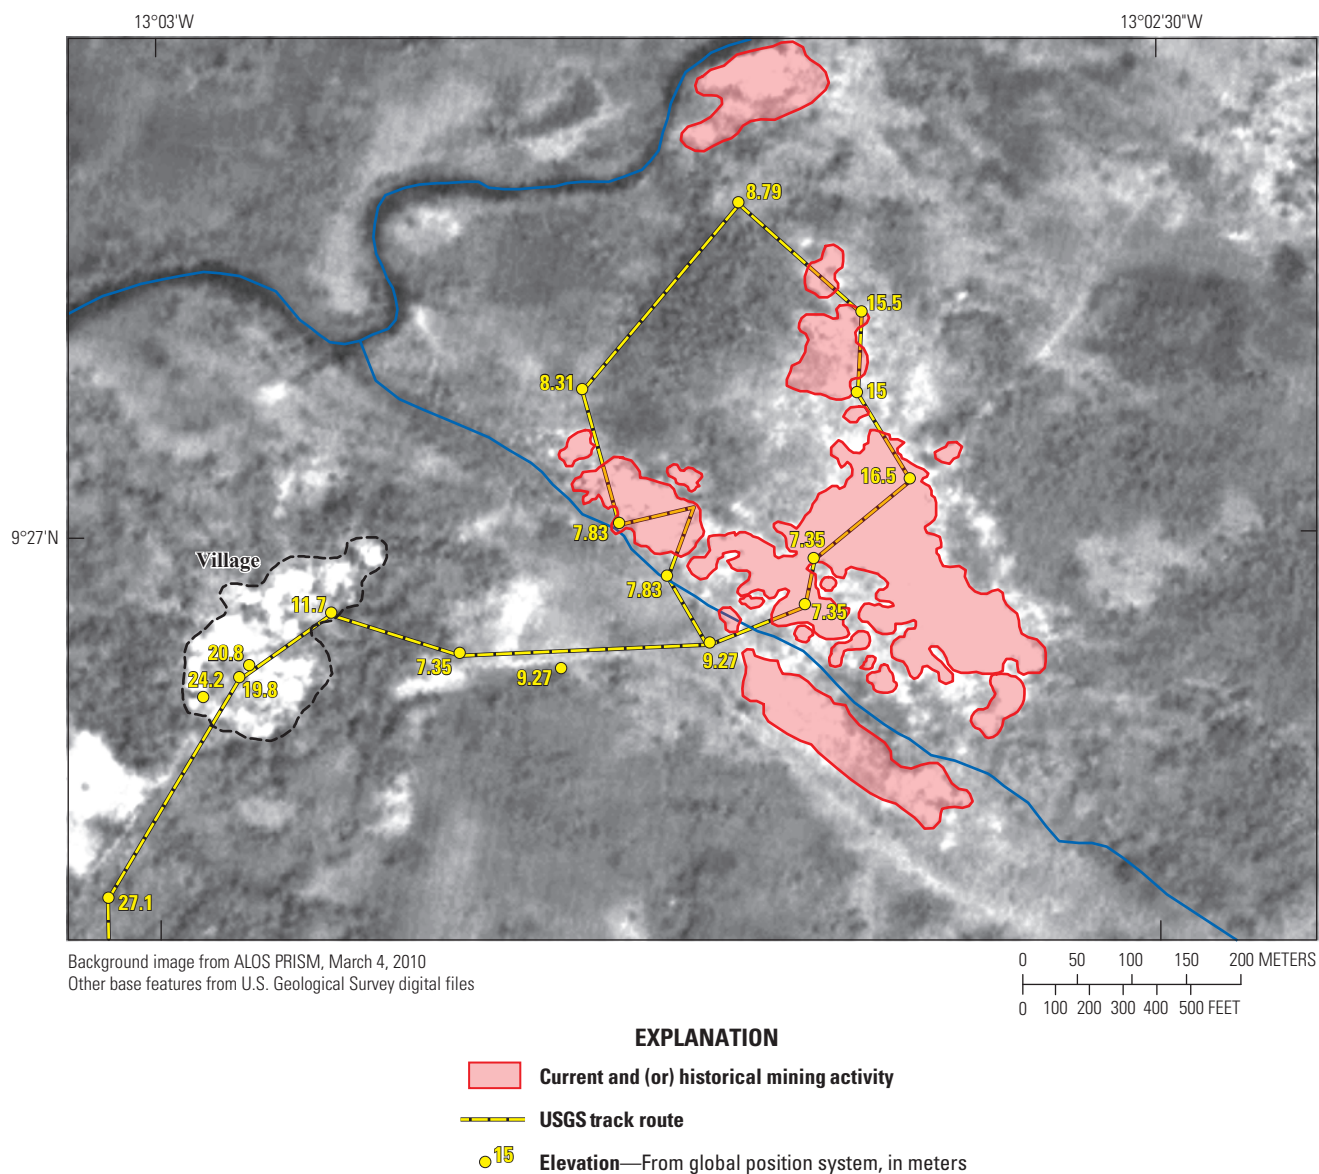 13°03'W
13°02'30"W
8.79
15.5
8.31
15
16.5
7.83
9°27'N
7.35
Village
7.83
11.7
7.35
20.8
7.35
9.27
9.27
24.2
19.8
27.1
Background image from ALOS PRISM, March 4, 2010
Other base features from U.S. Geological Survey digital files
0 50 100 150 200 METERS
0 100 200 300 400 500 FEET
EXPLANATION
Current and (or) historical mining activity
USGS track route
15
Elevation—From global position system, in meters